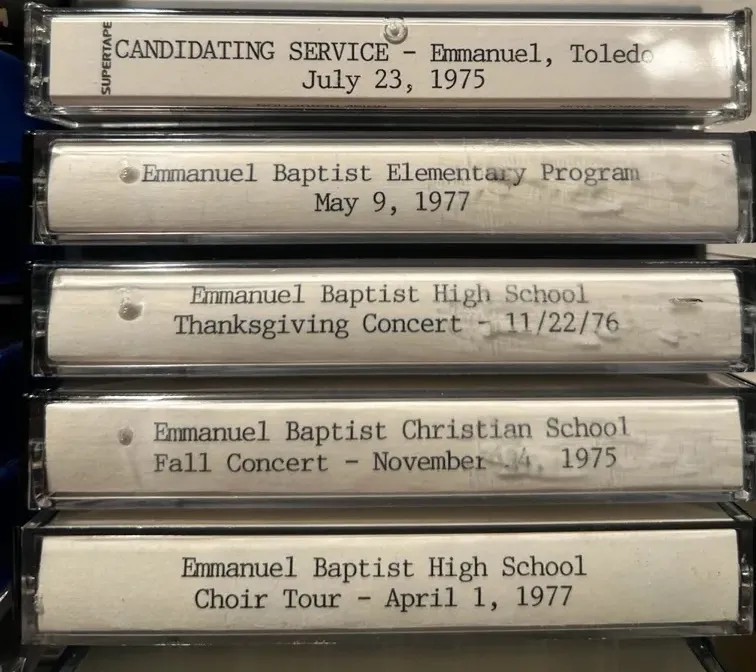 SUPERTAPE
CANDIDATING SERVICE - Emmanuel, Toledo
July 23, 1975
Emmanuel Baptist Elementary Program
May 9, 1977
Emmanuel Baptist High School
Thanksgiving Concert - 11/22/76
Emmanuel Baptist Christian School
Fall Concert - November 1975
Emmanuel Baptist High School
Choir Tour - April 1, 1977